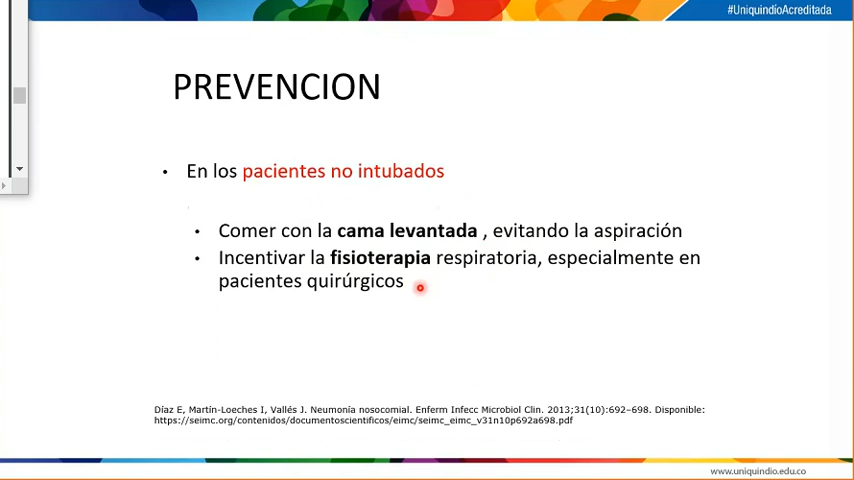 #UniquindíoAcreditada
PREVENCION
• En los pacientes no intubados
• Comer con la cama levantada , evitando la aspiración
• Incentivar la fisioterapia respiratoria, especialmente en
pacientes quirúrgicos
Díaz E, Martín-Loeches I, Vallés J. Neumonía nosocomial. Enferm Infecc Microbiol Clin. 2013;31(10):692–698. Disponible:
https://seimc.org/contenidos/documentoscientificos/eimc/seimc_eimc_v31n10p692a698.pdf
www.uniquindio.edu.co